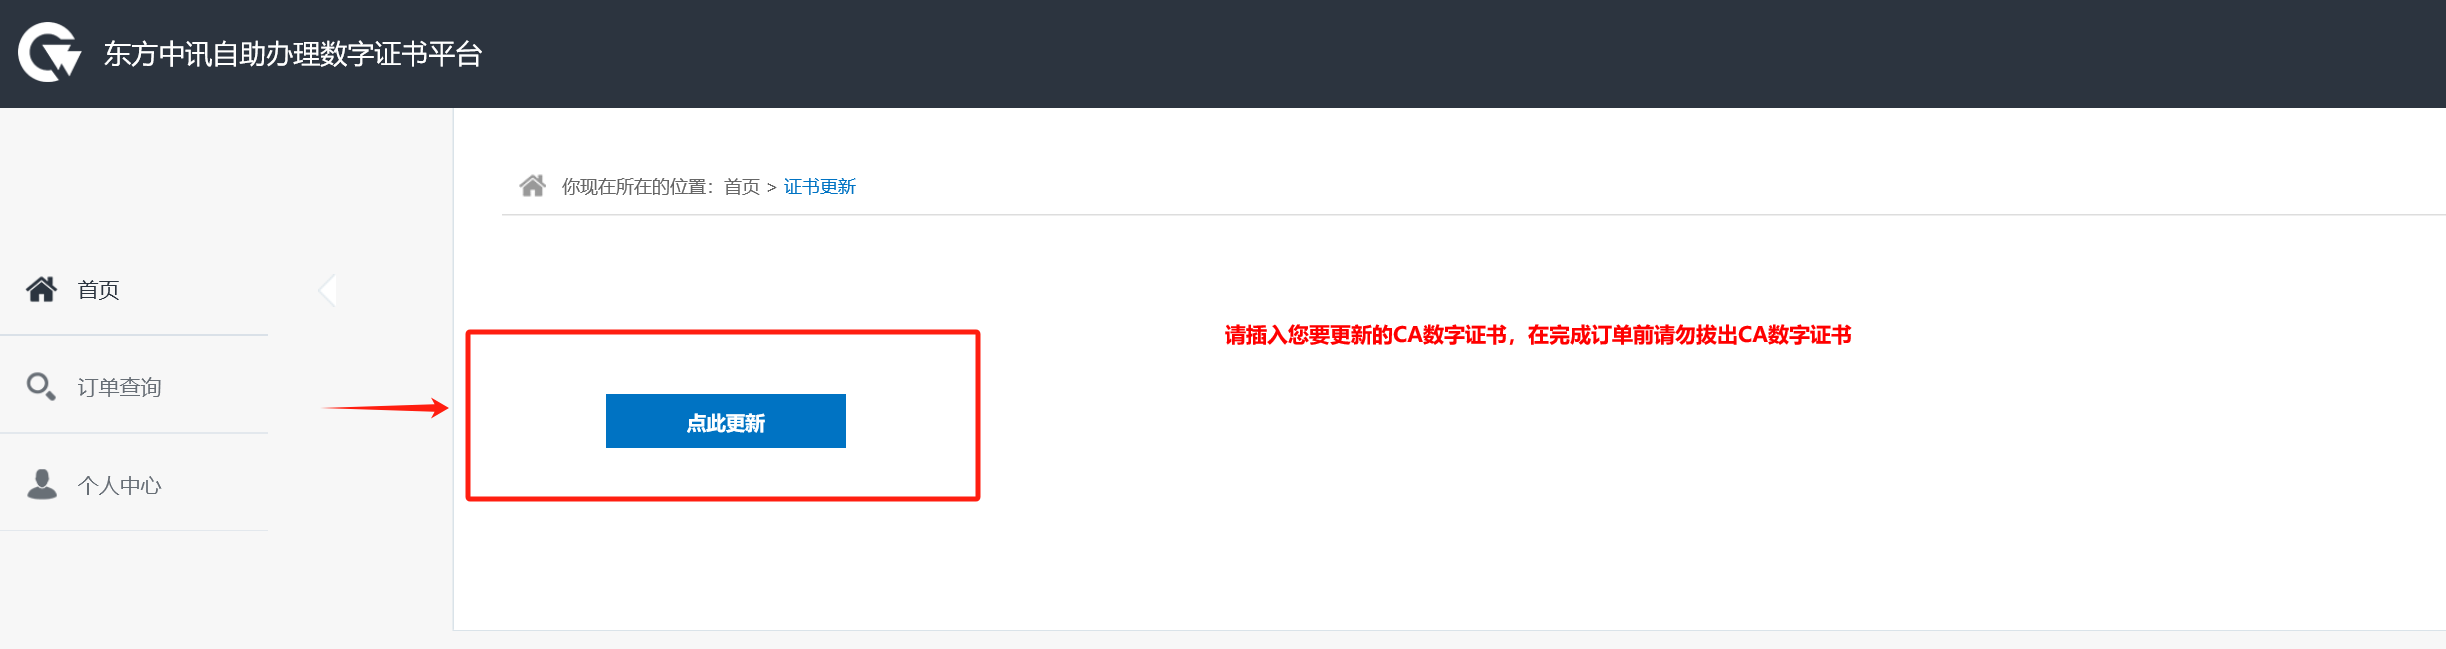 东方中讯自助办理数字证书平台
你现在所在的位置：首页 > 证书更新
首页
订单查询
个人中心
请插入您要更新的CA数字证书，在完成订单前请勿拔出CA数字证书
点此更新